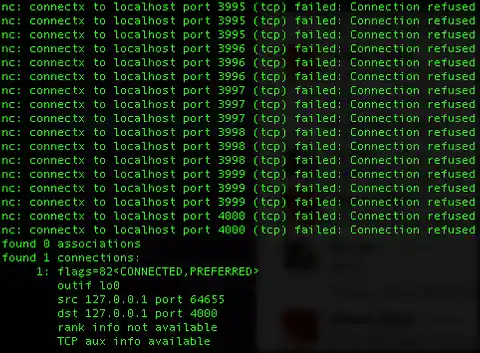 nc: connectx to localhost port 3995 (tcp) failed: Connection refused
nc: connectx to localhost port 3995 (tcp) failed: Connection refused
nc: connectx to localhost port 3995 (tcp) failed: Connection refused
nc: connectx to localhost port 3996 (tcp) failed: Connection refused
nc: connectx to localhost port 3996 (tcp) failed: Connection refused
nc: connectx to localhost port 3996 (tcp) failed: Connection refused
nc: connectx to localhost port 3997 (tcp) failed: Connection refused
nc: connectx to localhost port 3997 (tcp) failed: Connection refused
nc: connectx to localhost port 3997 (tcp) failed: Connection refused
nc: connectx to localhost port 3998 (tcp) failed: Connection refused
nc: connectx to localhost port 3998 (tcp) failed: Connection refused
nc: connectx to localhost port 3998 (tcp) failed: Connection refused
nc: connectx to localhost port 3999 (tcp) failed: Connection refused
nc: connectx to localhost port 3999 (tcp) failed: Connection refused
nc: connectx to localhost port 3999 (tcp) failed: Connection refused
nc: connectx to localhost port 4000 (tcp) failed: Connection refused
nc: connectx to localhost port 4000 (tcp) failed: Connection refused
found 0 associations
found 1 connections:
1: flags=82<CONNECTED,PREFERRED>
outif lo0
src 127.0.0.1 port 64655
dst 127.0.0.1 port 4000
rank info not available
TCP aux info available